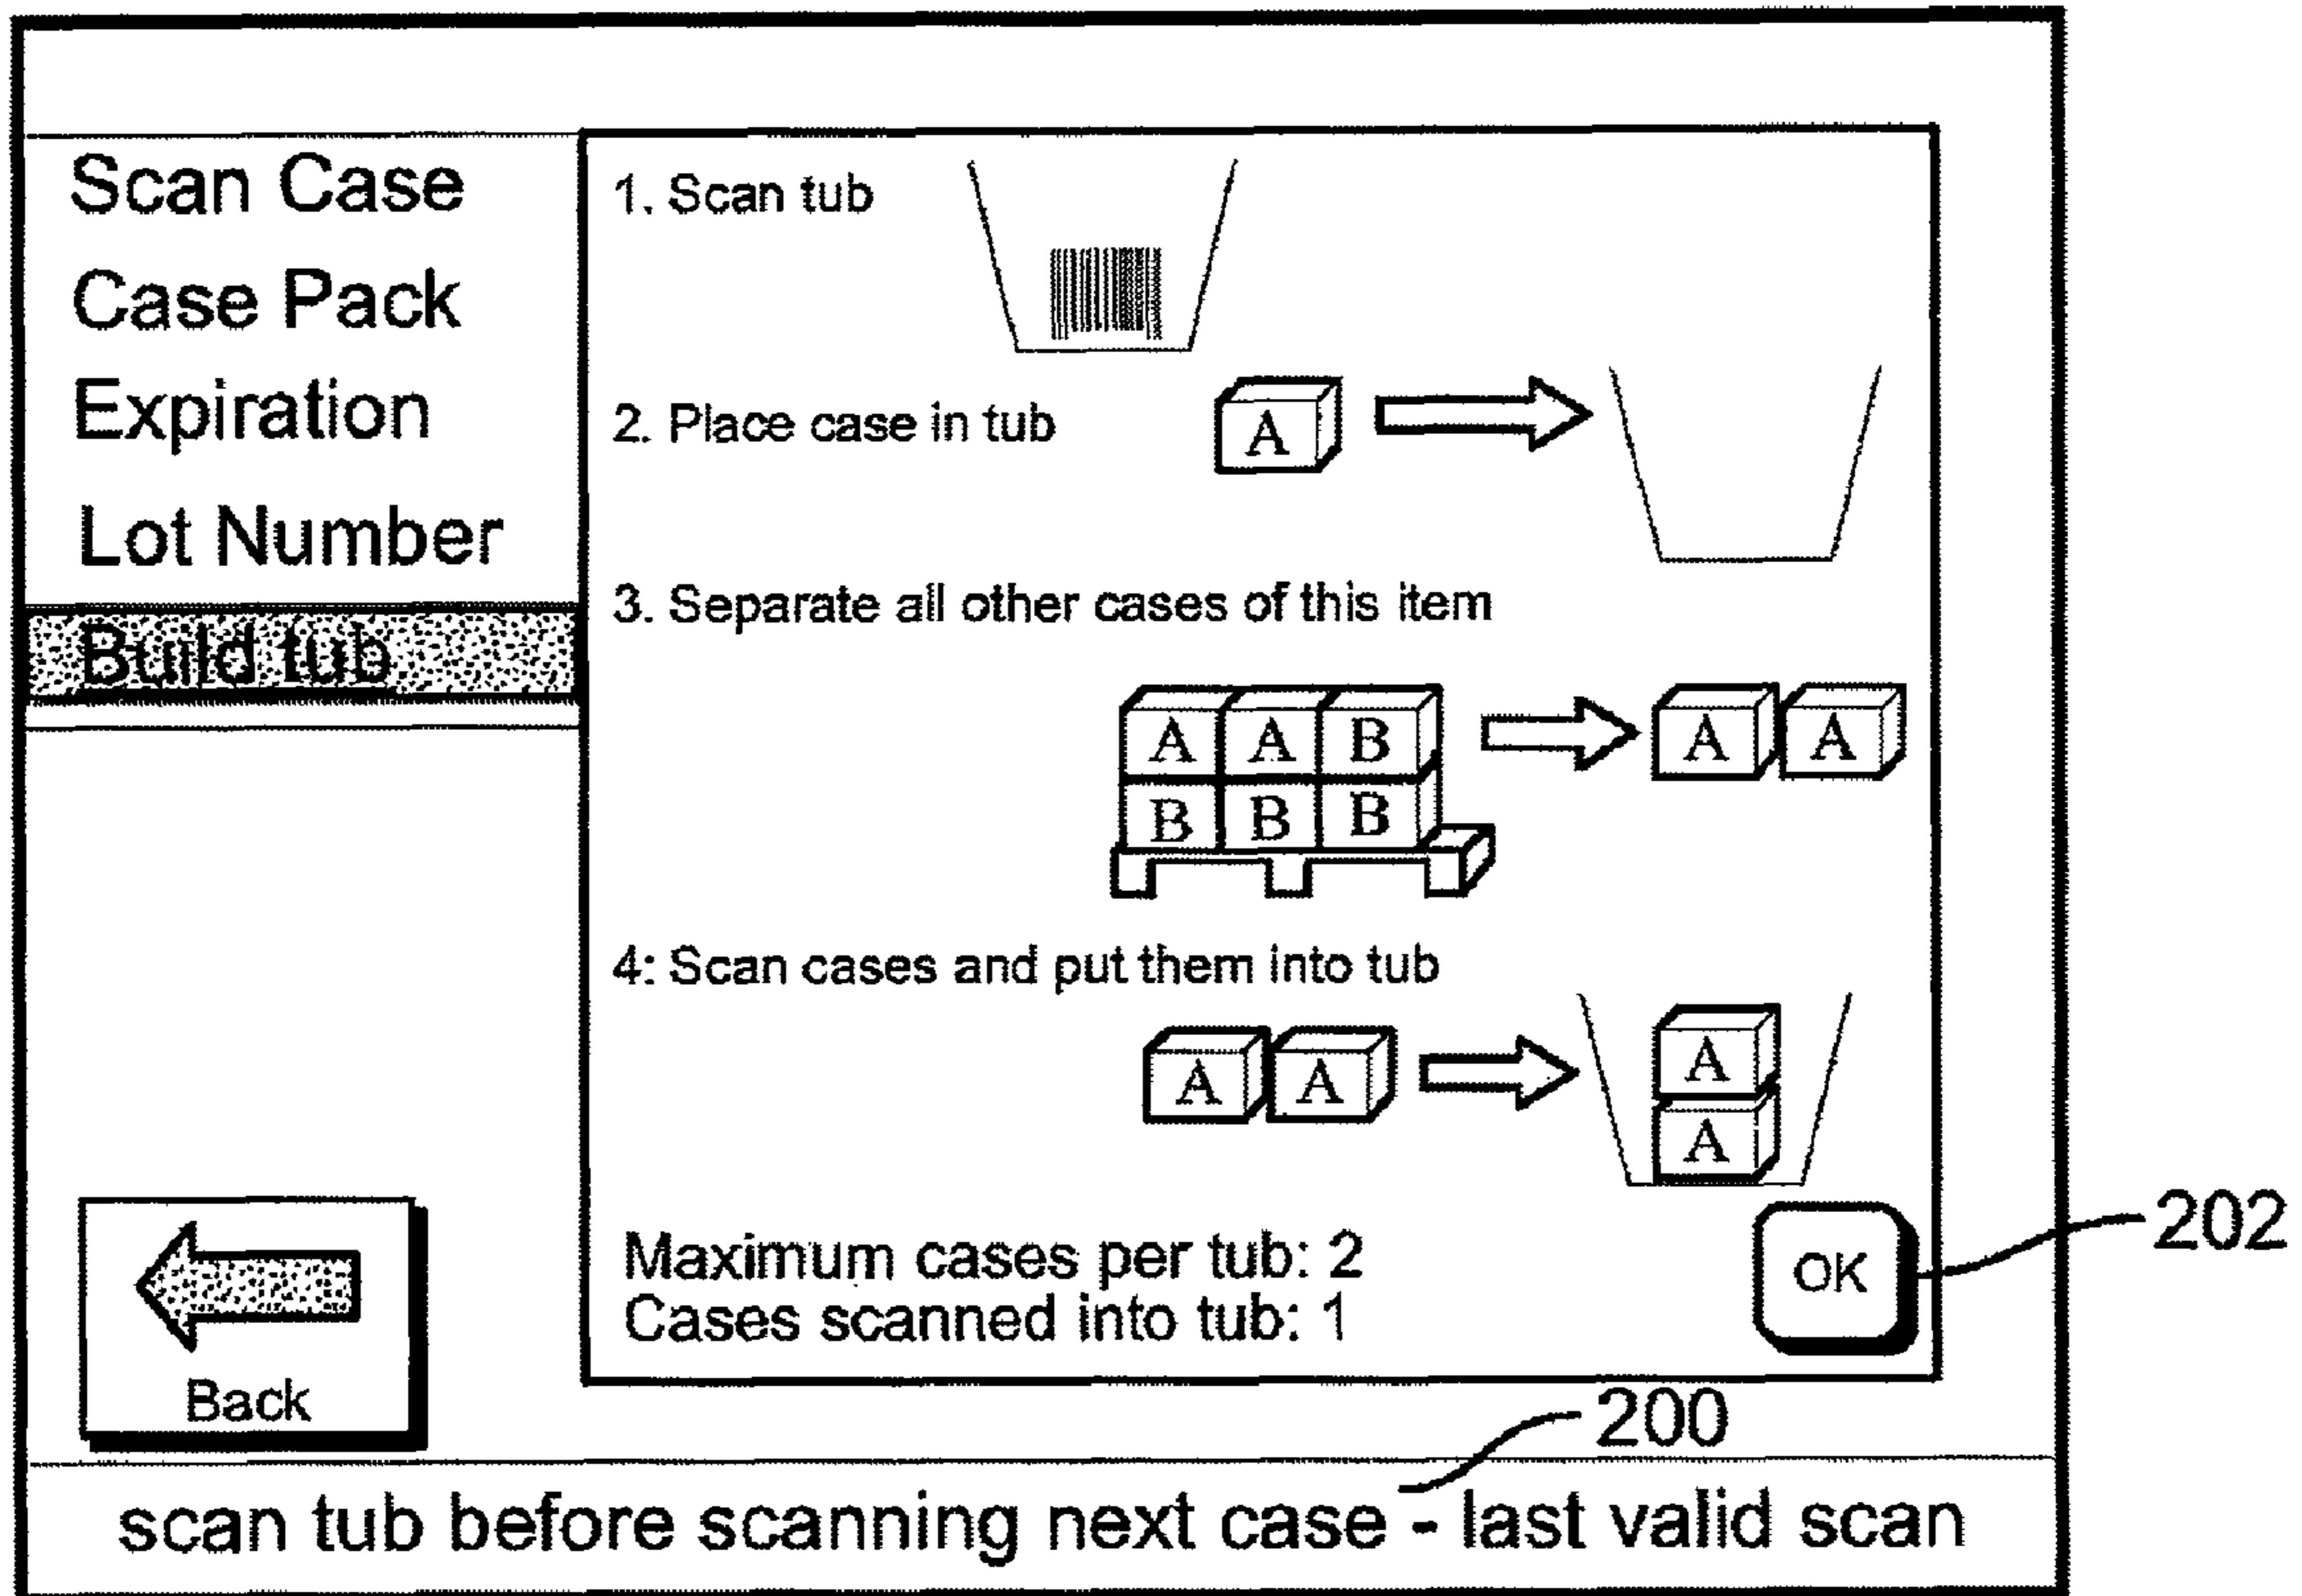 Scan Case
Case Pack
Expiration
Lot Number
Build tub
Back
1. Scan tub
2. Place case in tub
A
3. Separate all other cases of this item
A A B
B B B
A A
4: Scan cases and put them into tub
A A
A
A
Maximum cases per tub: 2
Cases scanned into tub: 1
OK
202
200
scan tub before scanning next case - last valid scan